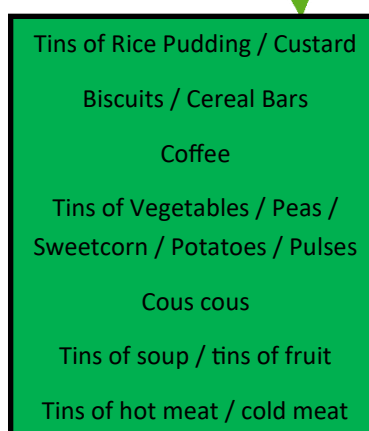 Tins of Rice Pudding / Custard
Biscuits / Cereal Bars
Coffee
Tins of Vegetables / Peas /
Sweetcorn / Potatoes / Pulses
Cous cous
Tins of soup / tins of fruit
Tins of hot meat / cold meat